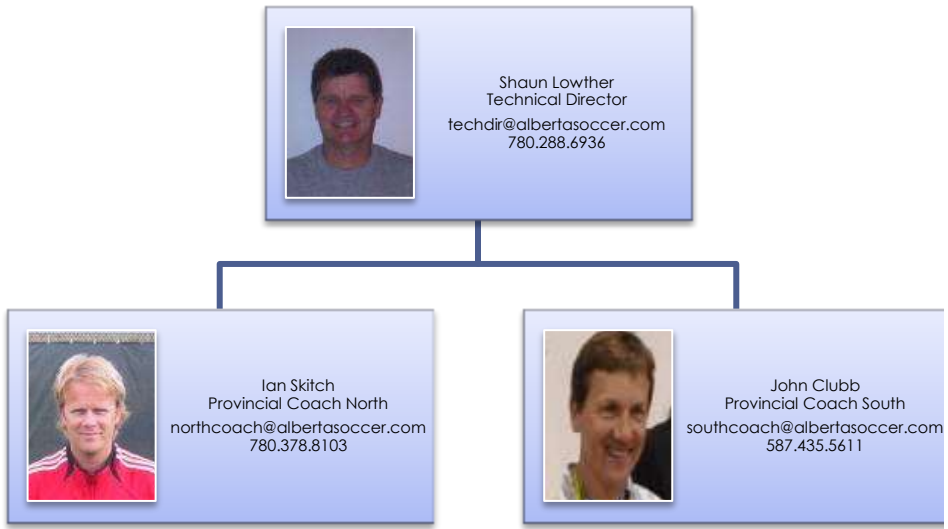 Shaun Lowther
Technical Director
techdir@albertasoccer.com
780.288.6936
Ian Skitch
Provincial Coach North
northcoach@albertasoccer.com
780.378.8103
John Clubb
Provincial Coach South
southcoach@albertasoccer.com
587.435.5611